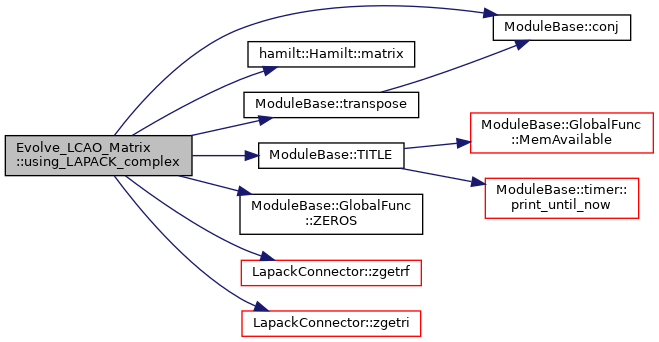 Evolve_LCAO_Matrix
::using_LAPACK_complex
ModuleBase::conj
hamilt::Hamilt::matrix
ModuleBase::transpose
ModuleBase::TITLE
ModuleBase::GlobalFunc
::MemAvailable
ModuleBase::timer::
print_until_now
ModuleBase::GlobalFunc
::ZEROS
LapackConnector::zgetrf
LapackConnector::zgetri